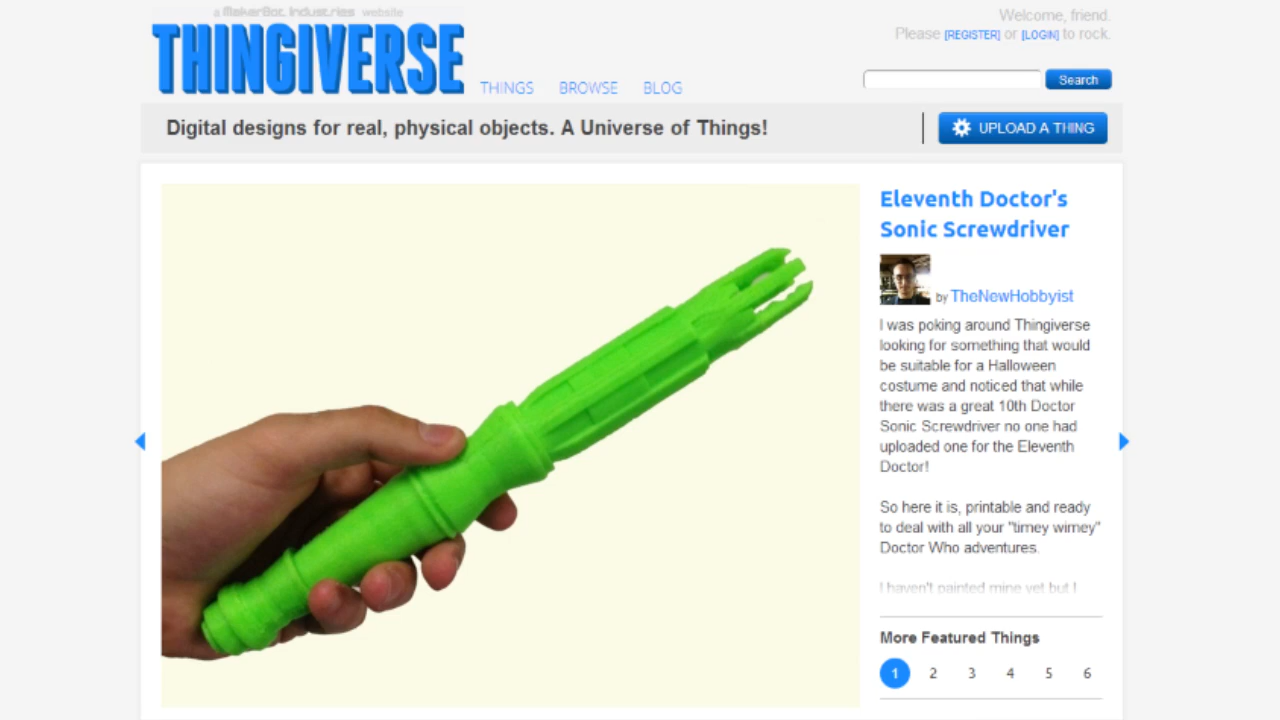 a MakerBot Industries website
THINGIVERSE
THINGS BROWSE BLOG
Welcome, friend.
Please [REGISTER] or [LOGIN] to rock.
Search
Digital designs for real, physical objects. A Universe of Things!
UPLOAD A THING
Eleventh Doctor's
Sonic Screwdriver
by TheNewHobbyist
I was poking around Thingiverse
looking for something that would
be suitable for a Halloween
costume and noticed that while
there was a great 10th Doctor
Sonic Screwdriver no one had
uploaded one for the Eleventh
Doctor!
So here it is, printable and ready
to deal with all your "timey wimey"
Doctor Who adventures.
I haven't painted mine yet but I
More Featured Things
1 2 3 4 5 6